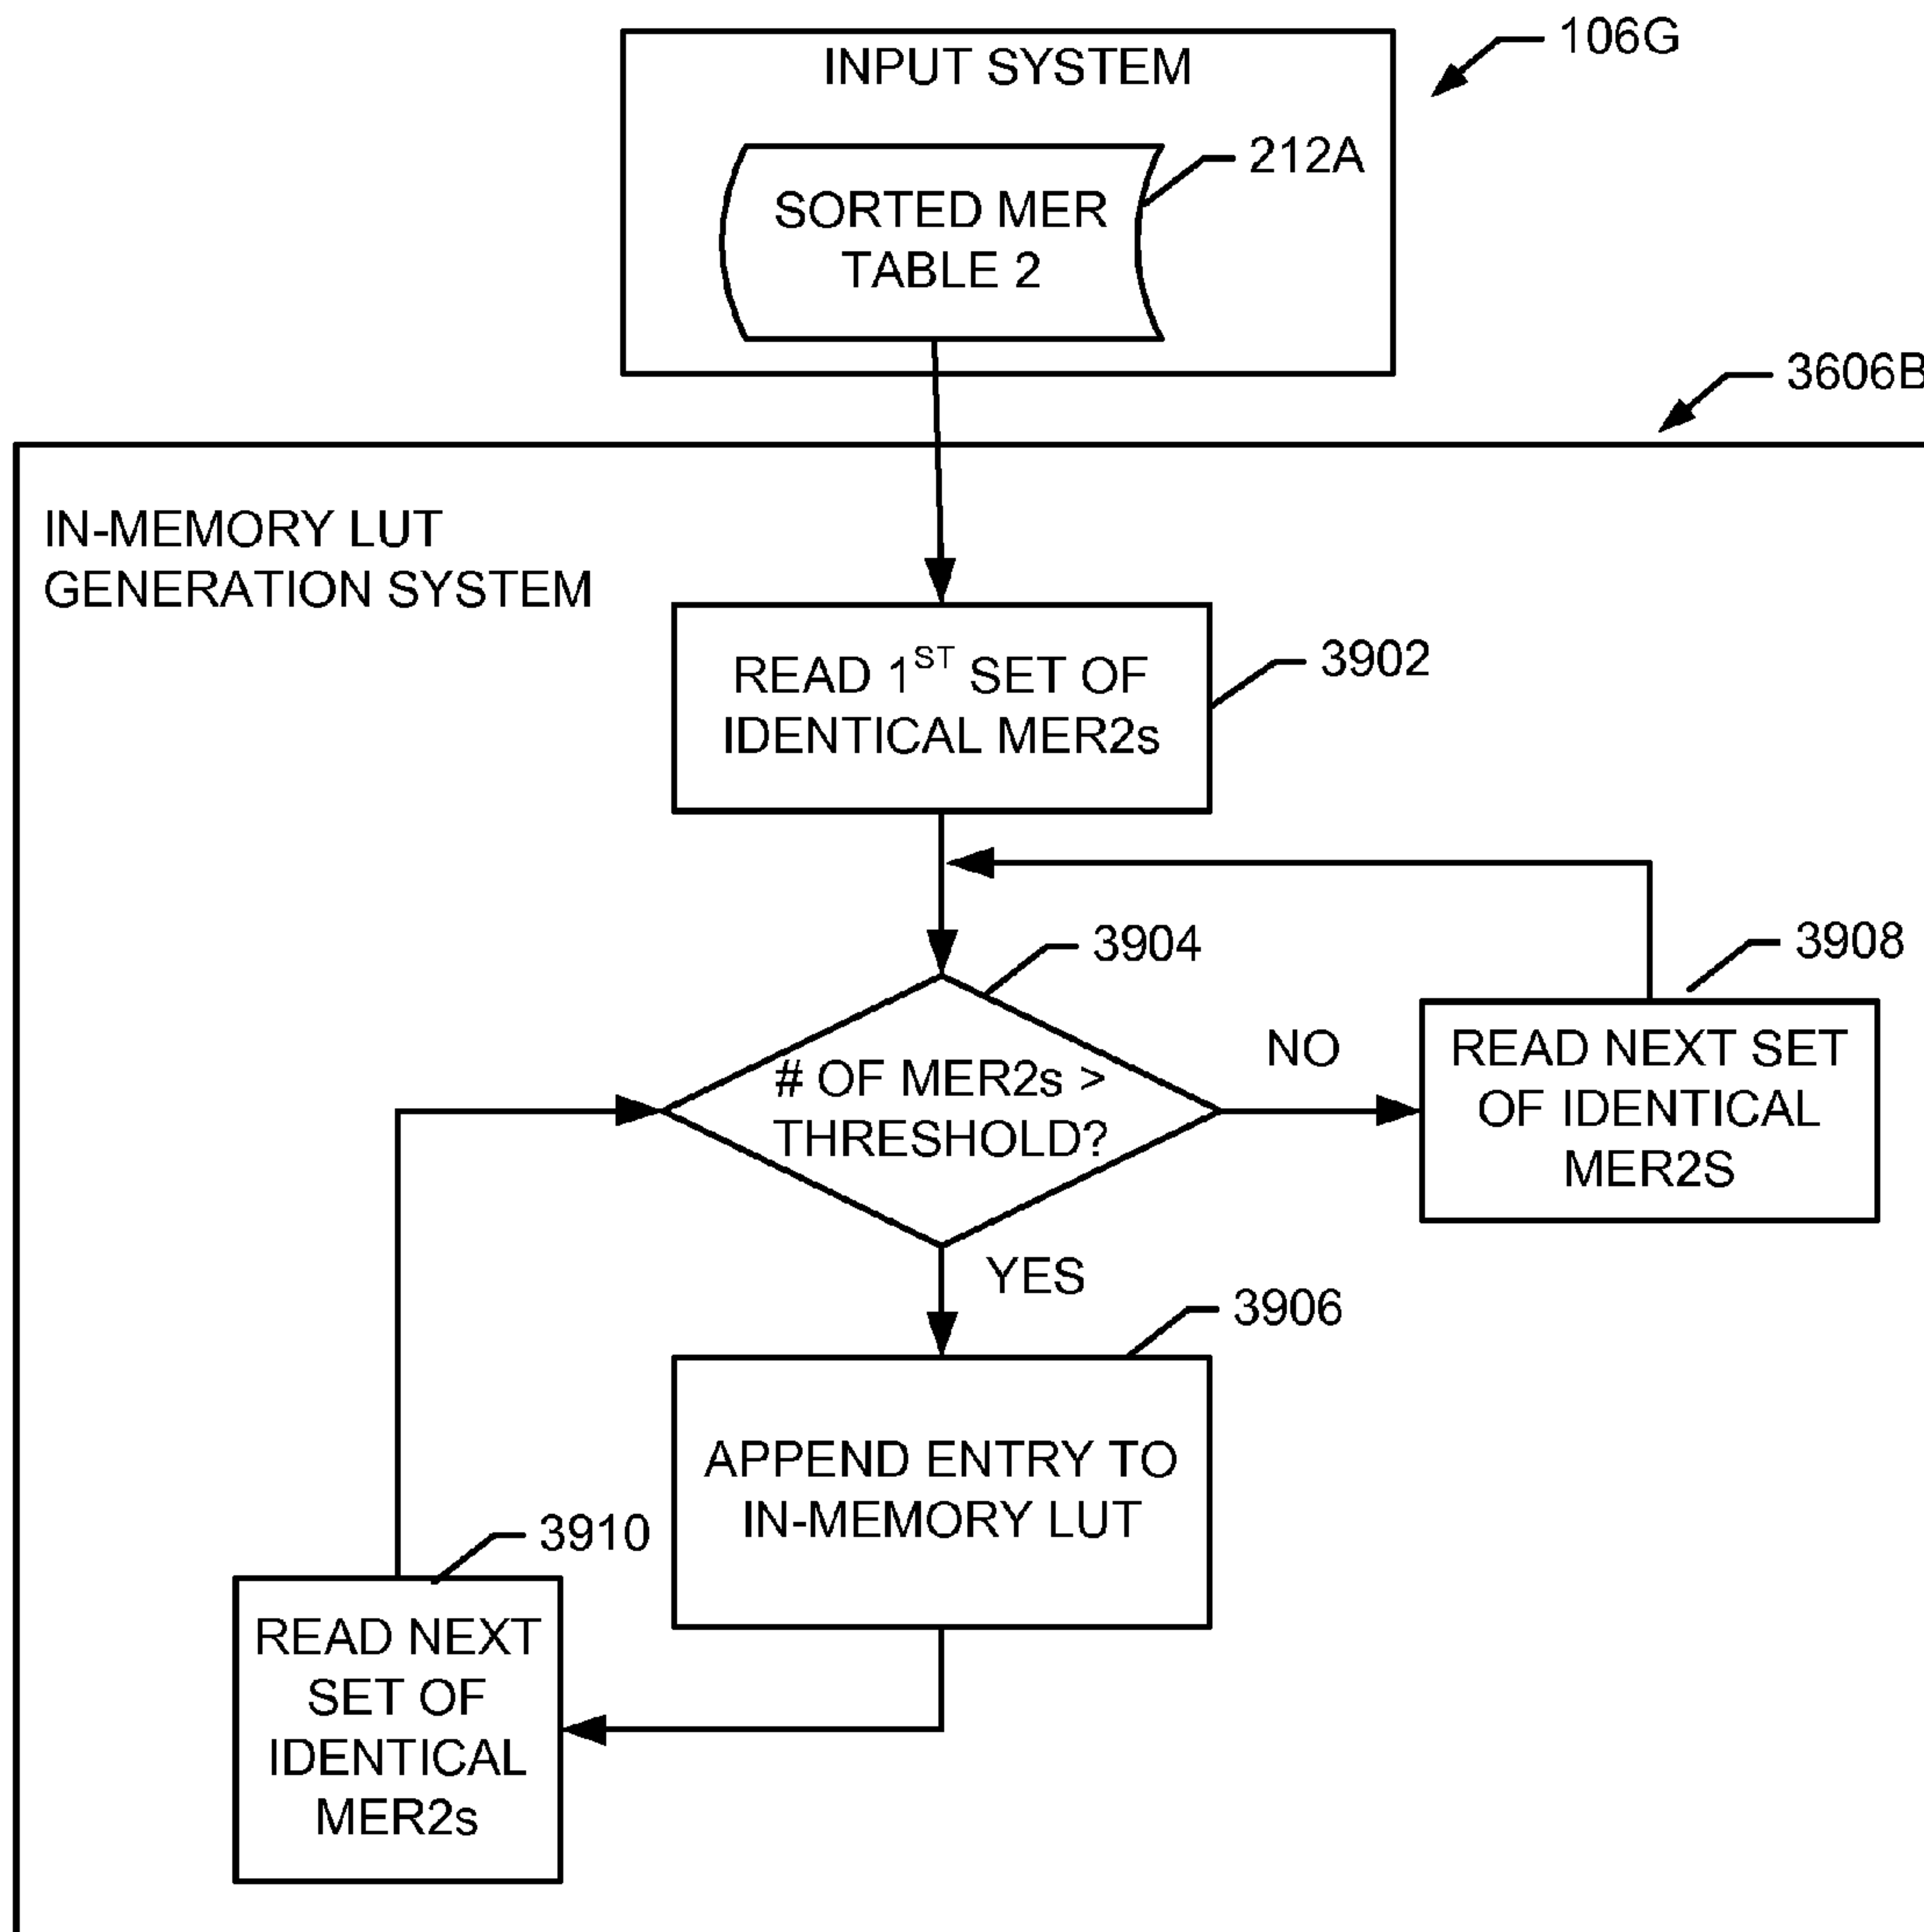 106G
INPUT SYSTEM
212A
SORTED MER
TABLE 2
3606B
IN-MEMORY LUT
GENERATION SYSTEM
READ 1ST SET OF
IDENTICAL MER2s
3902
3904
3908
# OF MER2s >
THRESHOLD?
NO
READ NEXT SET
OF IDENTICAL
MER2S
YES
3906
APPEND ENTRY TO
IN-MEMORY LUT
3910
READ NEXT
SET OF
IDENTICAL
MER2s